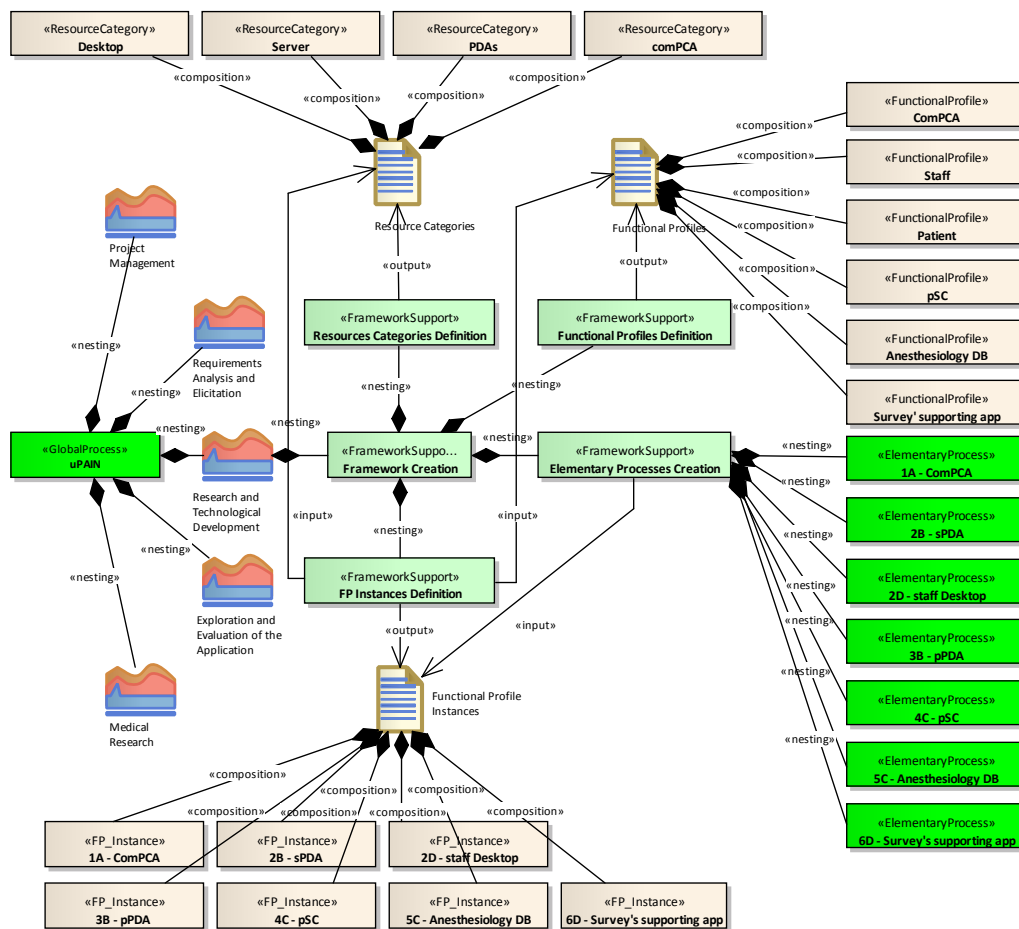 «ResourceCategory»
Desktop
«ResourceCategory»
Server
«ResourceCategory»
PDAs
«ResourceCategory»
comPCA
«composition»
«composition»
«composition»
«composition»
Resource Categories
«FunctionalProfile»
ComPCA
«FunctionalProfile»
Staff
«FunctionalProfile»
Patient
«FunctionalProfile»
pSC
«FunctionalProfile»
Anesthesiology DB
«FunctionalProfile»
Survey' supporting app
«composition»
«composition»
«composition»
«composition»
«composition»
«composition»
Functional Profiles
Project
Management
«output»
«output»
«FrameworkSupport»
Resources Categories Definition
«FrameworkSupport»
Functional Profiles Definition
«nesting»
Requirements
Analysis and
Elicitation
«nesting»
«nesting»
«nesting»
«nesting»
«GlobalProcess»
uPAIN
«nesting»
«FrameworkSuppo...
Framework Creation
«nesting»
«FrameworkSupport»
Elementary Processes Creation
Research and
Technological
Development
«nesting»
«input»
«nesting»
«input»
«FrameworkSupport»
FP Instances Definition
«nesting»
Exploration and
Evaluation of the
Application
«output»
«input»
Medical
Research
Functional Profile
Instances
«nesting»
«ElementaryProcess»
1A - ComPCA
«nesting»
«ElementaryProcess»
2B - sPDA
«nesting»
«ElementaryProcess»
2D - staff Desktop
«nesting»
«ElementaryProcess»
3B - pPDA
«nesting»
«ElementaryProcess»
4C - pSC
«nesting»
«ElementaryProcess»
5C - Anesthesiology DB
«nesting»
«ElementaryProcess»
6D - Survey's supporting app
«composition»
«composition»
«composition»
«composition»
«composition»
«composition»
«composition»
«FP_Instance»
1A - ComPCA
«FP_Instance»
2B - sPDA
«FP_Instance»
2D - staff Desktop
«FP_Instance»
3B - pPDA
«FP_Instance»
4C - pSC
«FP_Instance»
5C - Anesthesiology DB
«FP_Instance»
6D - Survey's supporting app